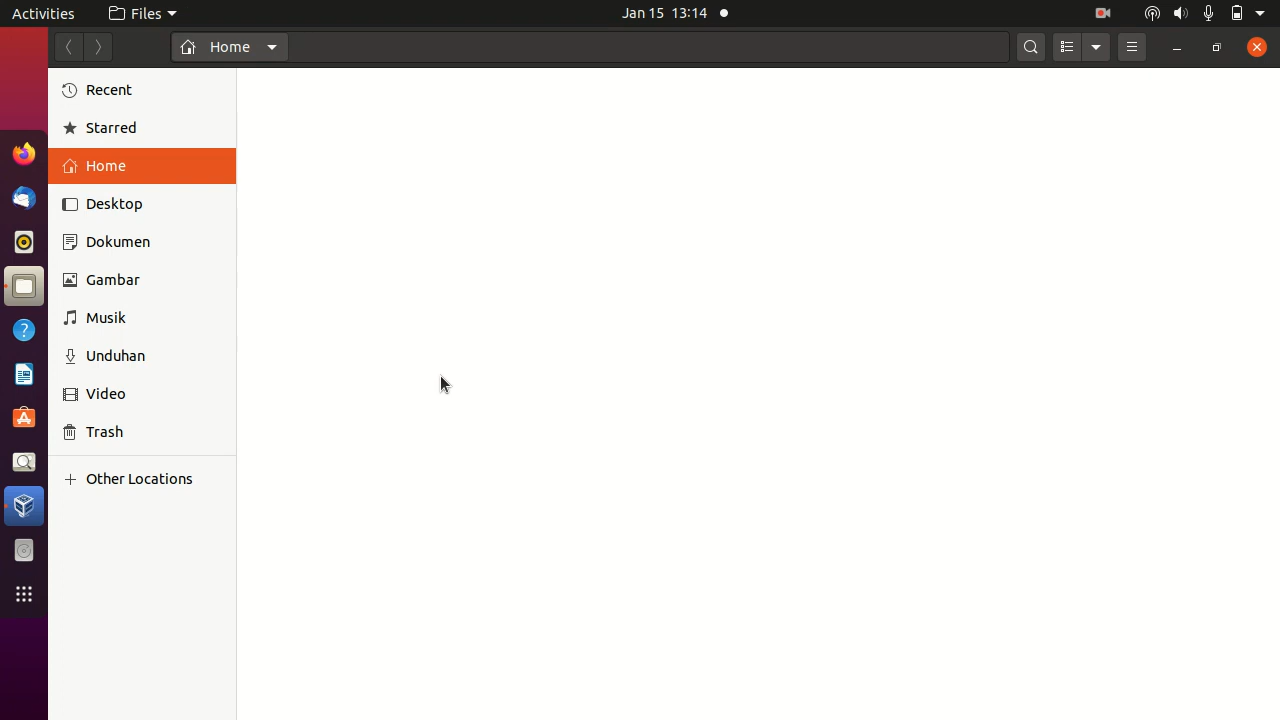 Activities
Files
Jan 15 13:14
Home
Recent
Starred
Home
Desktop
Dokumen
Gambar
Musik
Unduhan
Video
Trash
Other Locations